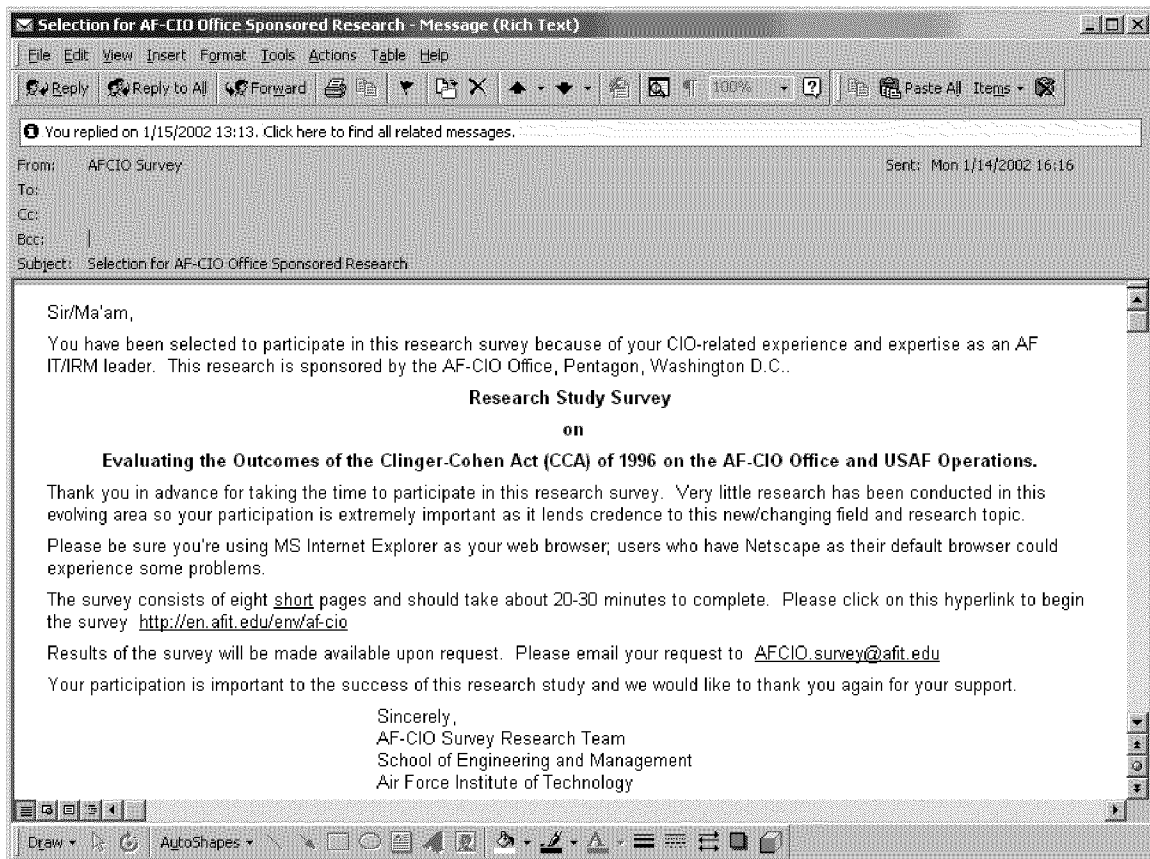 Selection for AF-CIO Office Sponsored Research - Message (Rich Text)
File Edit View Insert Format Tools Actions Table Help
Reply Reply to All Forward 100% Paste All Items
You replied on 1/15/2002 13:13. Click here to find all related messages.
From: AFCIO Survey Sent: Mon 1/14/2002 16:16
To:
Cc:
Bcc:
Subject: Selection for AF-CIO Office Sponsored Research
Sir/Ma'am,
You have been selected to participate in this research survey because of your CIO-related experience and expertise as an AF
IT/IRM leader. This research is sponsored by the AF-CIO Office, Pentagon, Washington D.C..
Research Study Survey
on
Evaluating the Outcomes of the Clinger-Cohen Act (CCA) of 1996 on the AF-CIO Office and USAF Operations.
Thank you in advance for taking the time to participate in this research survey. Very little research has been conducted in this
evolving area so your participation is extremely important as it lends credence to this new/changing field and research topic.
Please be sure you're using MS Internet Explorer as your web browser; users who have Netscape as their default browser could
experience some problems.
The survey consists of eight short pages and should take about 20-30 minutes to complete. Please click on this hyperlink to begin
the survey http://en.afit.edu/env/af-cio
Results of the survey will be made available upon request. Please email your request to AFCIO.survey@afit.edu
Your participation is important to the success of this research study and we would like to thank you again for your support.
Sincerely,
AF-CIO Survey Research Team
School of Engineering and Management
Air Force Institute of Technology
Draw AutoShapes